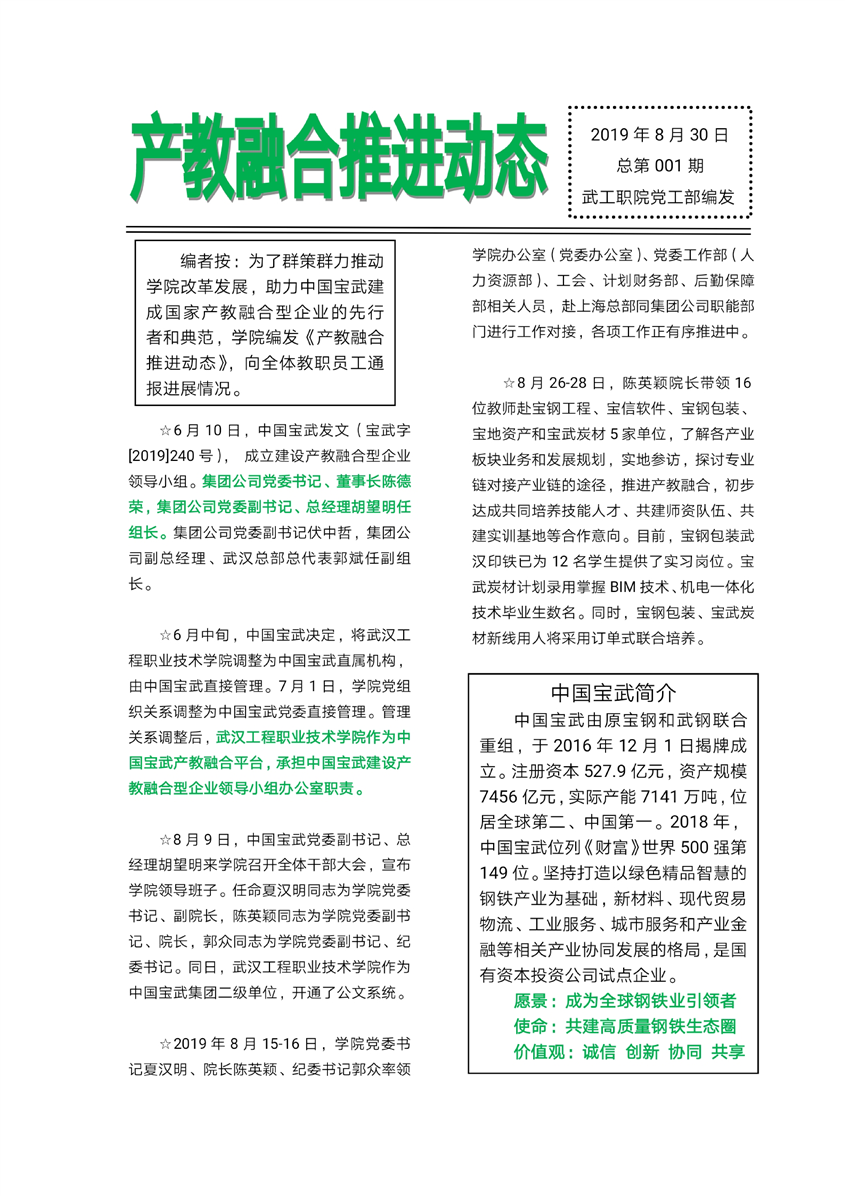 产教融合推进动态
2019 年 8 月 30 日
总第 001 期
武工职院党工部编发
编者按：为了群策群力推动
学院改革发展，助力中国宝武建
成国家产教融合型企业的先行
者和典范，学院编发《产教融合
推进动态》，向全体教职员工通
报进展情况。
☆6 月 10 日，中国宝武发文（宝武字
[2019]240 号）， 成立建设产教融合型企业
领导小组。集团公司党委书记、董事长陈德
荣，集团公司党委副书记、总经理胡望明任
组长。集团公司党委副书记伏中哲，集团公
司副总经理、武汉总部总代表郭斌任副组
长。
☆6 月中旬，中国宝武决定，将武汉工
程职业技术学院调整为中国宝武直属机构，
由中国宝武直接管理。7 月 1 日，学院党组
织关系调整为中国宝武党委直接管理。管理
关系调整后，武汉工程职业技术学院作为中
国宝武产教融合平台，承担中国宝武建设产
教融合型企业领导小组办公室职责。
☆8 月 9 日，中国宝武党委副书记、总
经理胡望明来学院召开全体干部大会，宣布
学院领导班子。任命夏汉明同志为学院党委
书记、副院长，陈英颖同志为学院党委副书
记、院长，郭众同志为学院党委副书记、纪
委书记。同日，武汉工程职业技术学院作为
中国宝武集团二级单位，开通了公文系统。
☆2019 年 8 月 15-16 日，学院党委书
记夏汉明、院长陈英颖、纪委书记郭众率领
学院办公室（党委办公室）、党委工作部（人
力资源部）、工会、计划财务部、后勤保障
部相关人员，赴上海总部同集团公司职能部
门进行工作对接，各项工作正有序推进中。
☆8 月 26-28 日，陈英颖院长带领 16
位教师赴宝钢工程、宝信软件、宝钢包装、
宝地资产和宝武炭材 5 家单位，了解各产业
板块业务和发展规划，实地参访，探讨专业
链对接产业链的途径，推进产教融合，初步
达成共同培养技能人才、共建师资队伍、共
建实训基地等合作意向。目前，宝钢包装武
汉印铁已为 12 名学生提供了实习岗位。宝
武炭材计划录用掌握 BIM 技术、机电一体化
技术毕业生数名。同时，宝钢包装、宝武炭
材新线用人将采用订单式联合培养。
中国宝武简介
中国宝武由原宝钢和武钢联合
重组，于 2016 年 12 月 1 日揭牌成
立。注册资本 527.9 亿元，资产规模
7456 亿元，实际产能 7141 万吨，位
居全球第二、中国第一。2018 年，
中国宝武位列《财富》世界 500 强第
149 位。坚持打造以绿色精品智慧的
钢铁产业为基础，新材料、现代贸易
物流、工业服务、城市服务和产业金
融等相关产业协同发展的格局，是国
有资本投资公司试点企业。
愿景：成为全球钢铁业引领者
使命：共建高质量钢铁生态圈
价值观：诚信 创新 协同 共享